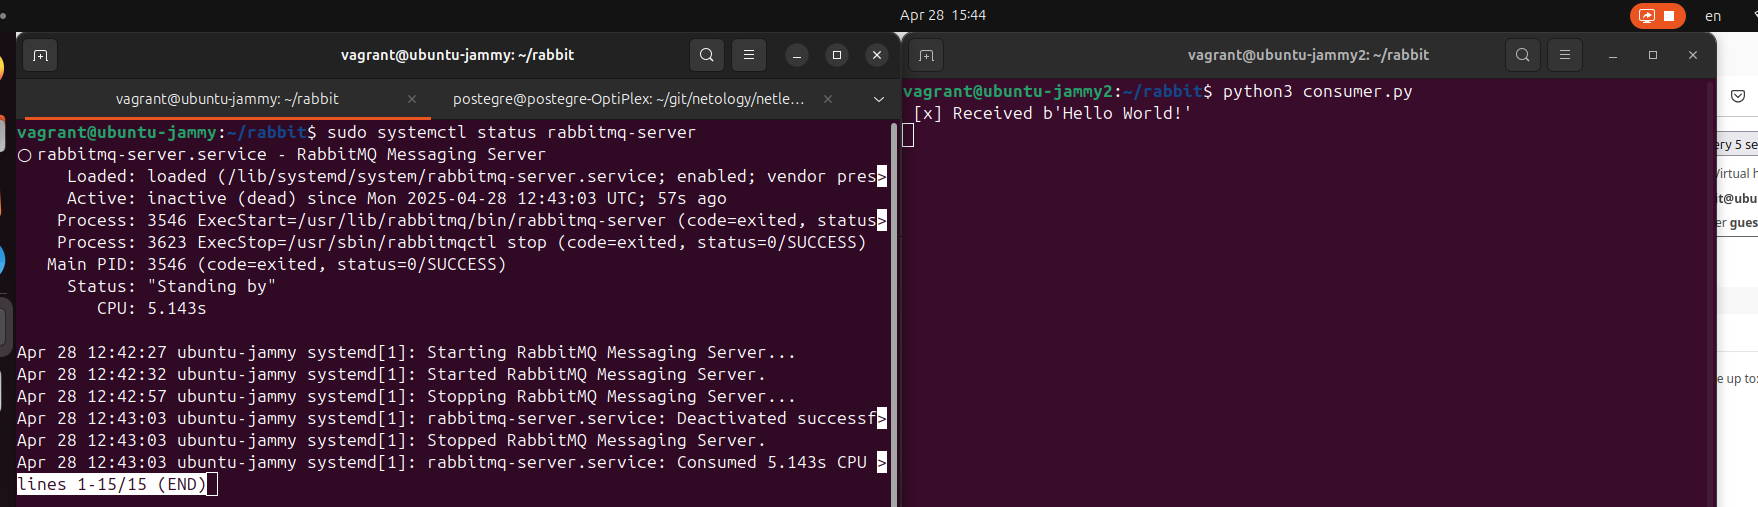 Apr 28 15:44
en
vagrant@ubuntu-jammy: ~/rabbit
vagrant@ubuntu-jammy: ~/rabbit
postegre@postegre-OptiPlex: ~/git/netology/netle...
vagrant@ubuntu-jammy:~/rabbit$ sudo systemctl status rabbitmq-server
rabbitmq-server.service - RabbitMQ Messaging Server
Loaded: loaded (/lib/systemd/system/rabbitmq-server.service; enabled; vendor pres>
Active: inactive (dead) since Mon 2025-04-28 12:43:03 UTC; 57s ago
Process: 3546 ExecStart=/usr/lib/rabbitmq/bin/rabbitmq-server (code=exited, status>
Process: 3623 ExecStop=/usr/sbin/rabbitmqctl stop (code=exited, status=0/SUCCESS)
Main PID: 3546 (code=exited, status=0/SUCCESS)
Status: "Standing by"
CPU: 5.143s
Apr 28 12:42:27 ubuntu-jammy systemd[1]: Starting RabbitMQ Messaging Server...
Apr 28 12:42:32 ubuntu-jammy systemd[1]: Started RabbitMQ Messaging Server.
Apr 28 12:42:57 ubuntu-jammy systemd[1]: Stopping RabbitMQ Messaging Server...
Apr 28 12:43:03 ubuntu-jammy systemd[1]: rabbitmq-server.service: Deactivated successf>
Apr 28 12:43:03 ubuntu-jammy systemd[1]: Stopped RabbitMQ Messaging Server.
Apr 28 12:43:03 ubuntu-jammy systemd[1]: rabbitmq-server.service: Consumed 5.143s CPU >
lines 1-15/15 (END)
vagrant@ubuntu-jammy2: ~/rabbit
vagrant@ubuntu-jammy2:~/rabbit$ python3 consumer.py
[x] Received b'Hello World!'
ery 5 se
Virtual h
it@ubu
er gues
e up to: